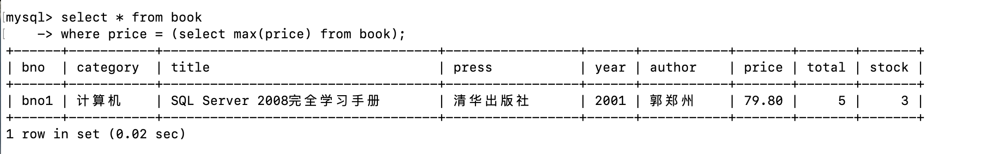 mysql> select * from book
    -> where price = (select max(price) from book);
+------+-----------+-----------------------------------+-----------------+------+-----------+-------+-------+-------+
| bno  | category  | title                             | press           | year | author    | price | total | stock |
+------+-----------+-----------------------------------+-----------------+------+-----------+-------+-------+-------+
| bno1 | 计算机    | SQL Server 2008完全学习手册       | 清华出版社      | 2001 | 郭郑州    | 79.80 |     5 |     3 |
+------+-----------+-----------------------------------+-----------------+------+-----------+-------+-------+-------+
1 row in set (0.02 sec)